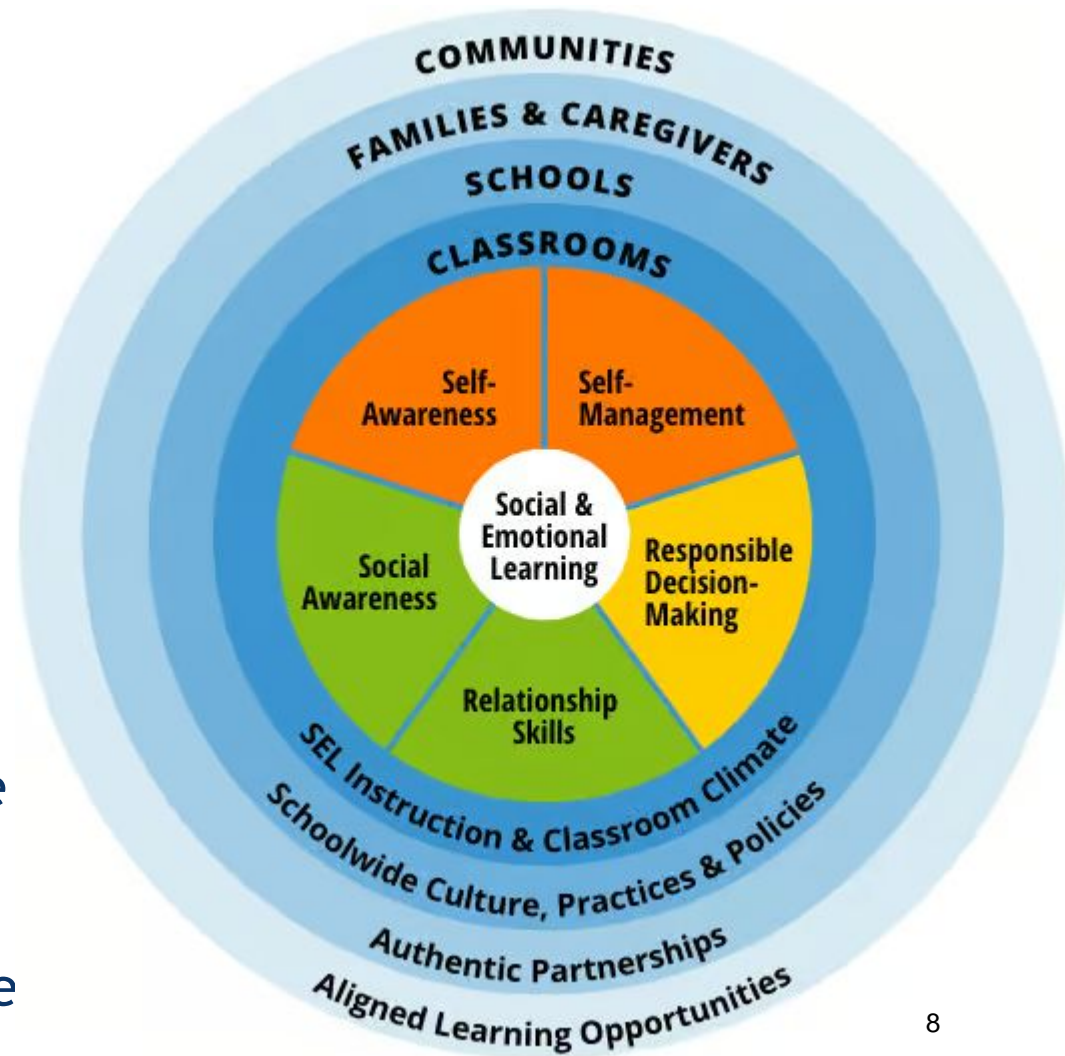 COMMUNITIES
FAMILIES & CAREGIVERS
SCHOOLS
CLASSROOMS
Self-
Awareness
Self-
Management
Social &
Emotional
Learning
Social
Awareness
Responsible
Decision-
Making
Relationship
Skills
SEL Instruction & Classroom Climate
Schoolwide Culture, Practices & Policies
Authentic Partnerships
Aligned Learning Opportunities
e
e
8